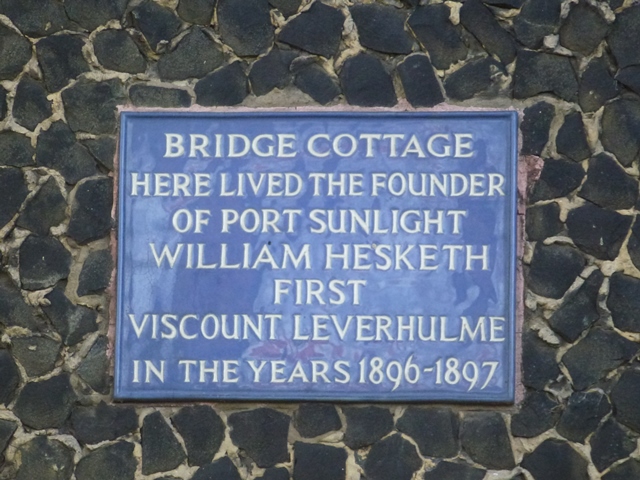 BRIDGE COTTAGE
HERE LIVED THE FOUNDER
OF PORT SUNLIGHT
WILLIAM HESKETH
FIRST
VISCOUNT LEVERHULME
IN THE YEARS 1896-1897